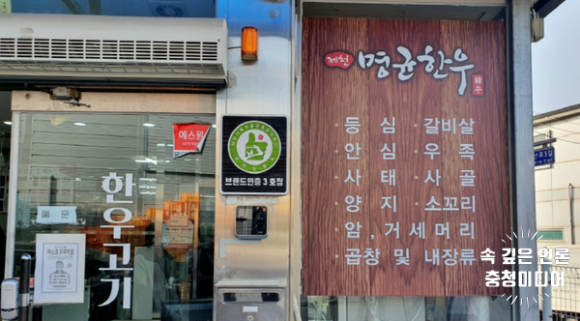 제천 명균한우
韓牛
· 등 심 · 갈비살
· 안 심 · 우 족
· 사 태 · 사 골
· 양 지 · 소꼬리
· 암 , 거 세 머 리
· 곱창 및 내장류
에스원
브랜드인증 3 호점
한우고기
속 깊은 언론
충청미디어